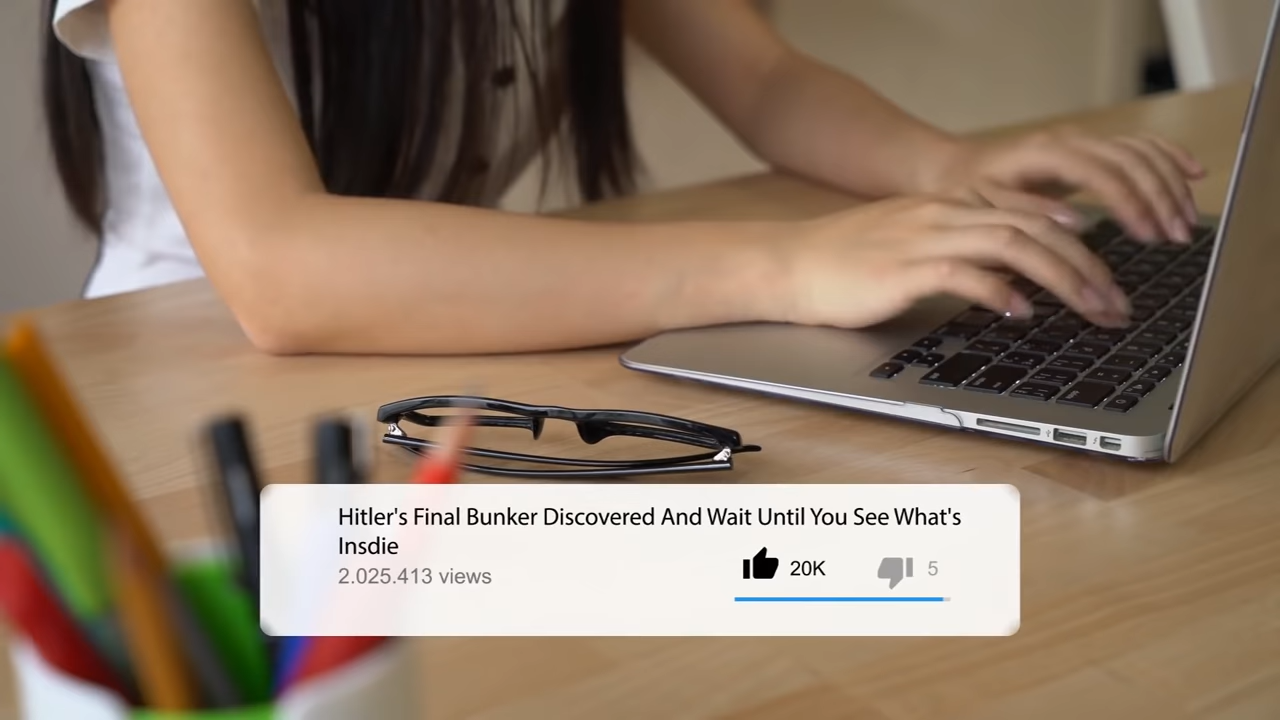 Hitler's Final Bunker Discovered And Wait Until You See What's
Insdie
2.025.413 views
20K
5